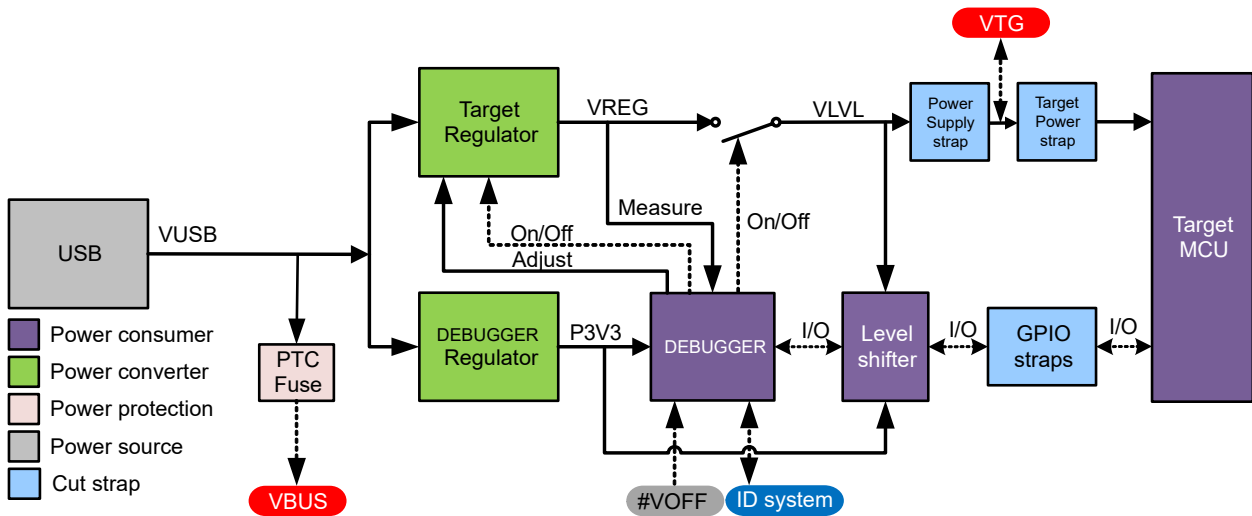 VTG
Target
Regulator
VREG
VLVL
Power
Supply
strap
Target
Power
strap
Measure
On/Off
On/Off
Adjust
USB
VUSB
Target
MCU
DEBUGGER
Regulator
P3V3
DEBUGGER
I/O
Level
shifter
I/O
GPIO
straps
I/O
PTC
Fuse
Power consumer
Power converter
Power protection
Power source
Cut strap
VBUS
#VOFF
ID system